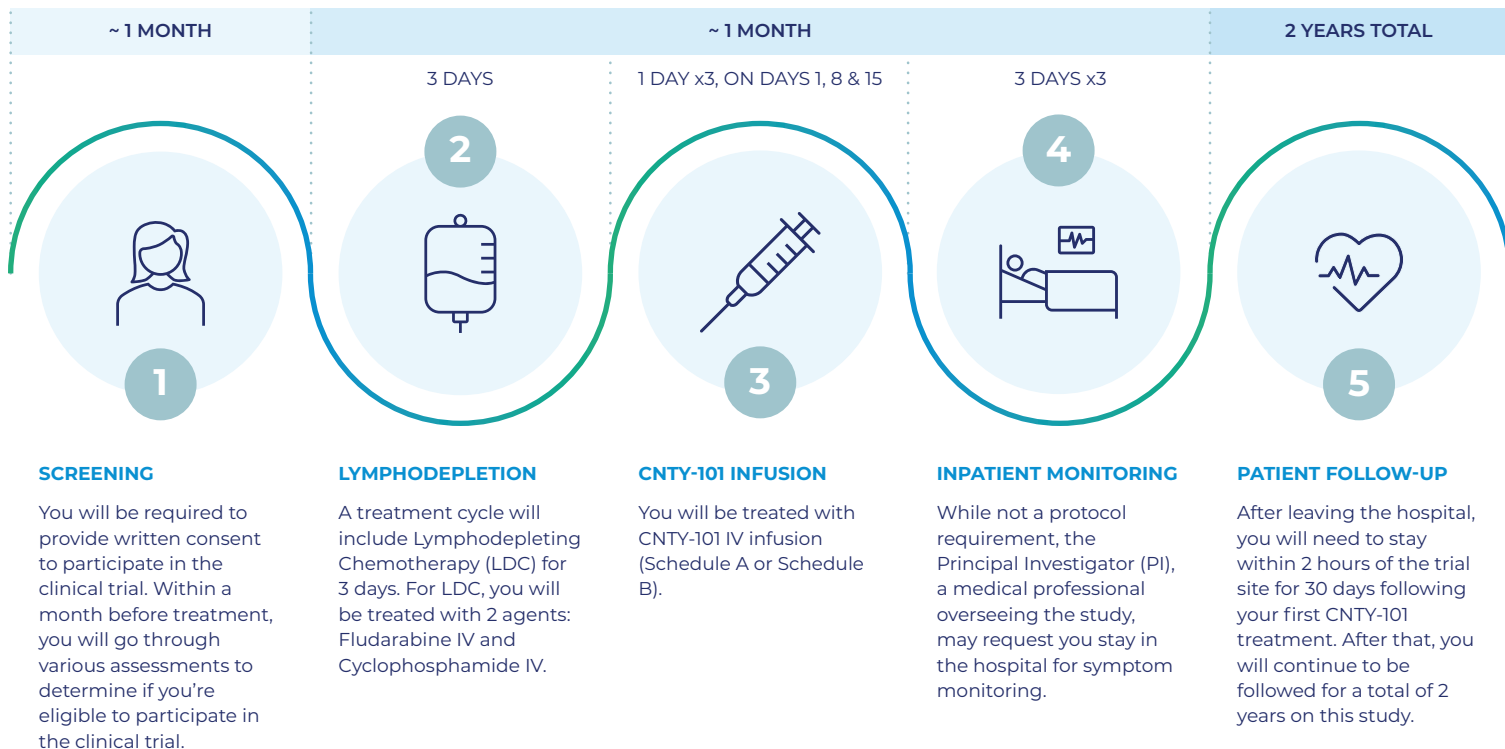 ~ 1 MONTH
~ 1 MONTH
2 YEARS TOTAL
3 DAYS
1 DAY x3, ON DAYS 1, 8 & 15
3 DAYS x3
1
2
3
4
5
SCREENING
You will be required to
provide written consent
to participate in the
clinical trial. Within a
month before treatment,
you will go through
various assessments to
determine if you’re
eligible to participate in
the clinical trial.
LYMPHODEPLETION
A treatment cycle will
include Lymphodepleting
Chemotherapy (LDC) for
3 days. For LDC, you will
be treated with 2 agents:
Fludarabine IV and
Cyclophosphamide IV.
CNTY-101 INFUSION
You will be treated with
CNTY-101 IV infusion
(Schedule A or Schedule
B).
INPATIENT MONITORING
While not a protocol
requirement, the
Principal Investigator (PI),
a medical professional
overseeing the study,
may request you stay in
the hospital for symptom
monitoring.
PATIENT FOLLOW-UP
After leaving the hospital,
you will need to stay
within 2 hours of the trial
site for 30 days following
your first CNTY-101
treatment. After that, you
will continue to be
followed for a total of 2
years on this study.